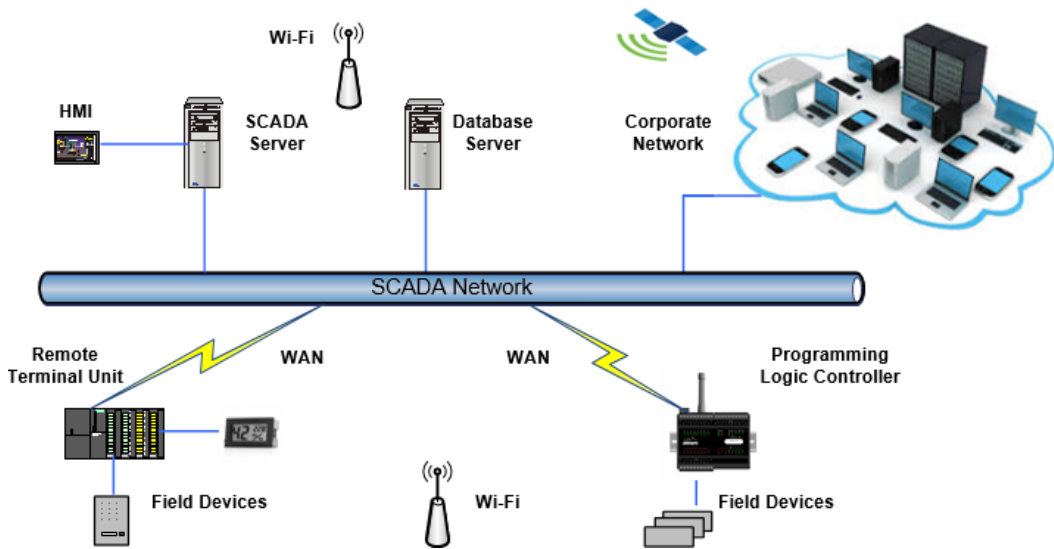 Wi-Fi
HMI
SCADA
Server
Database
Server
Corporate
Network
SCADA Network
Remote
Terminal Unit
WAN
WAN
Programming
Logic Controller
Field Devices
Wi-Fi
Field Devices